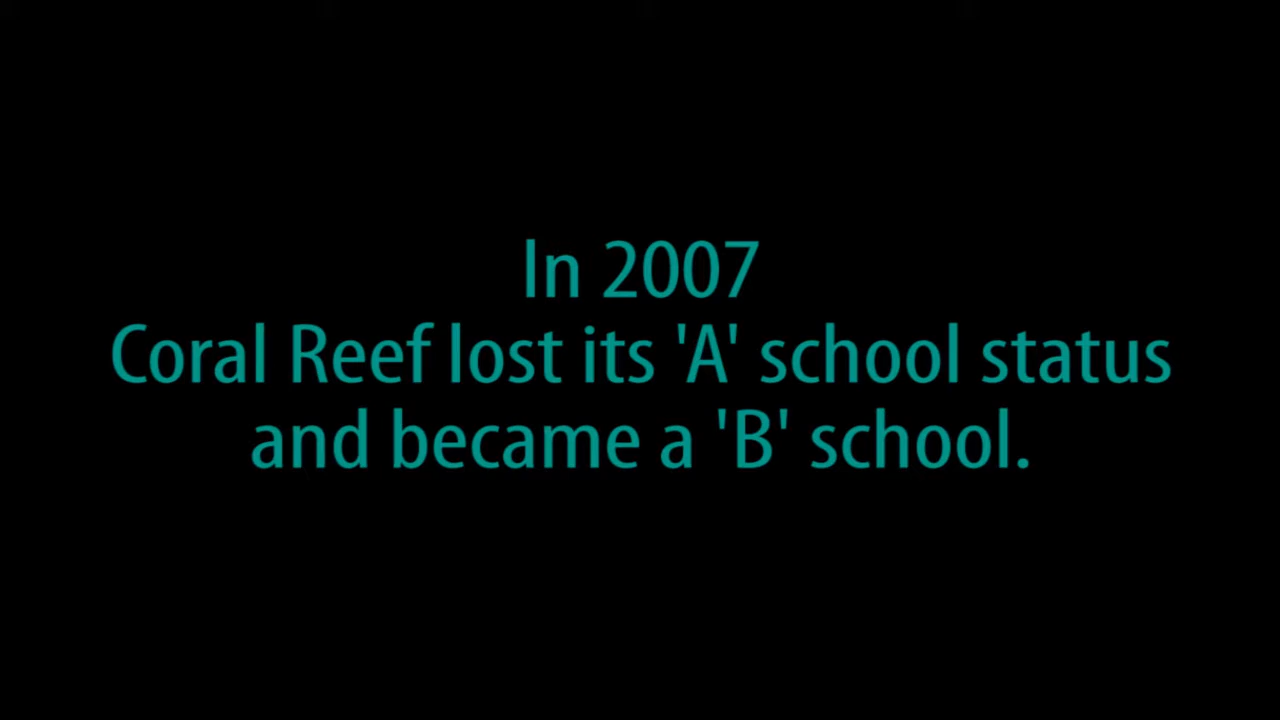 In 2007
Coral Reef lost its 'A' school status
and became a 'B' school.